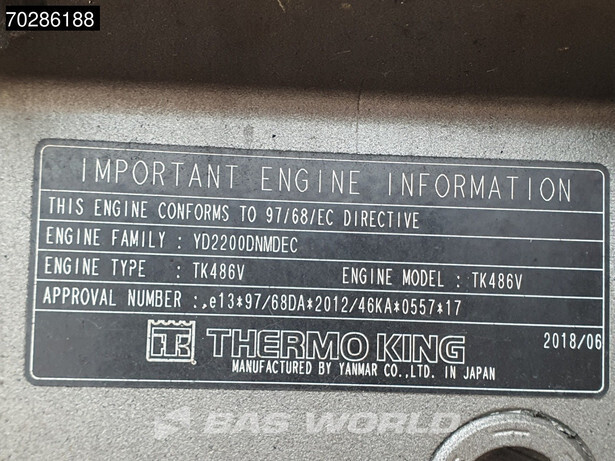 70286188
IMPORTANT ENGINE INFORMATION
THIS ENGINE CONFORMS TO 97/68/EC DIRECTIVE
ENGINE FAMILY : YD2200DNMDEC
ENGINE TYPE : TK486V ENGINE MODEL : TK486V
APPROVAL NUMBER :,e13*97/68DA*2012/46KA*0557*17
TK THERMO KING 2018/06
MANUFACTURED BY YANMAR CO.,LTD. IN JAPAN
BAS WORLD